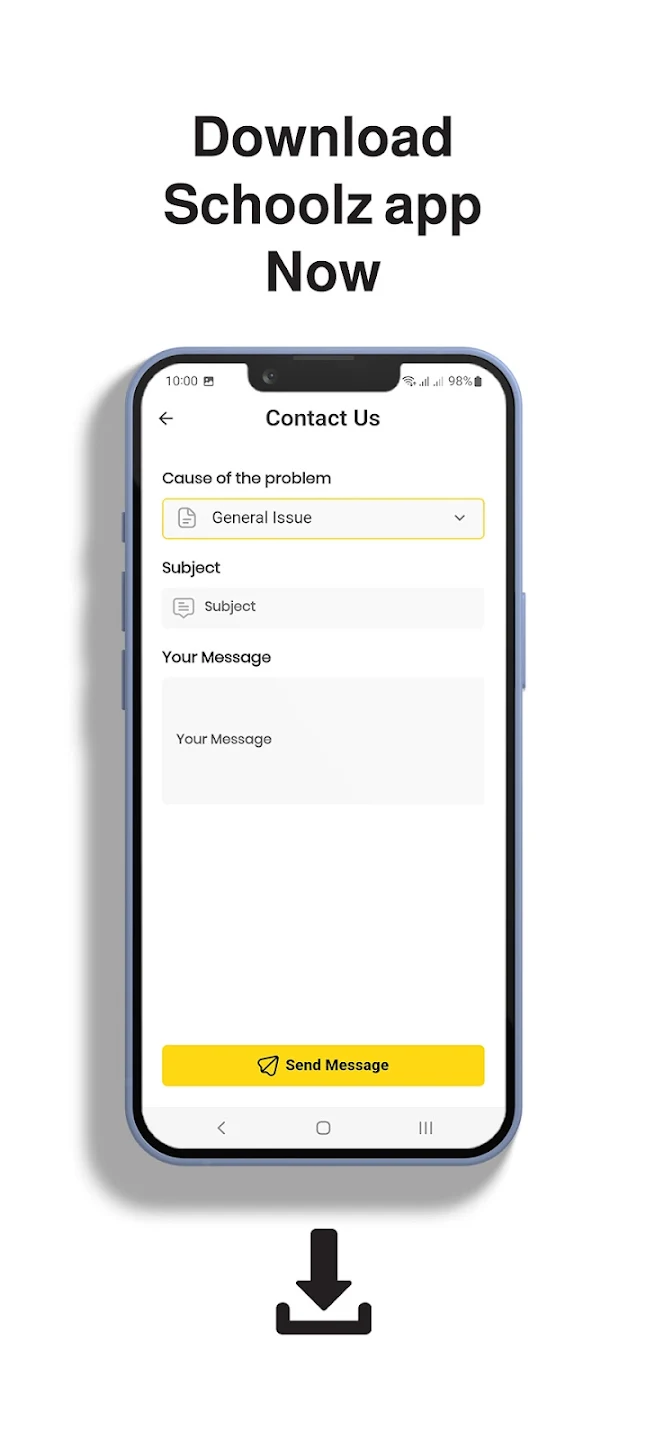 Download
Schoolz app
Now
10:00 98%
Contact Us
Cause of the problem
General Issue
Subject
Subject
Your Message
Your Message
Send Message